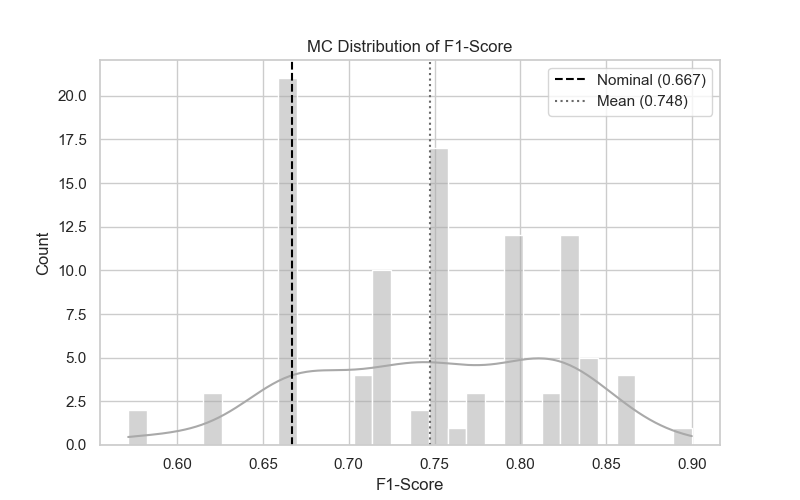 MC Distribution of F1-Score
Nominal (0.667)
Mean (0.748)
Count
20.0
17.5
15.0
12.5
10.0
7.5
5.0
2.5
0.0
0.60 0.65 0.70 0.75 0.80 0.85 0.90
F1-Score